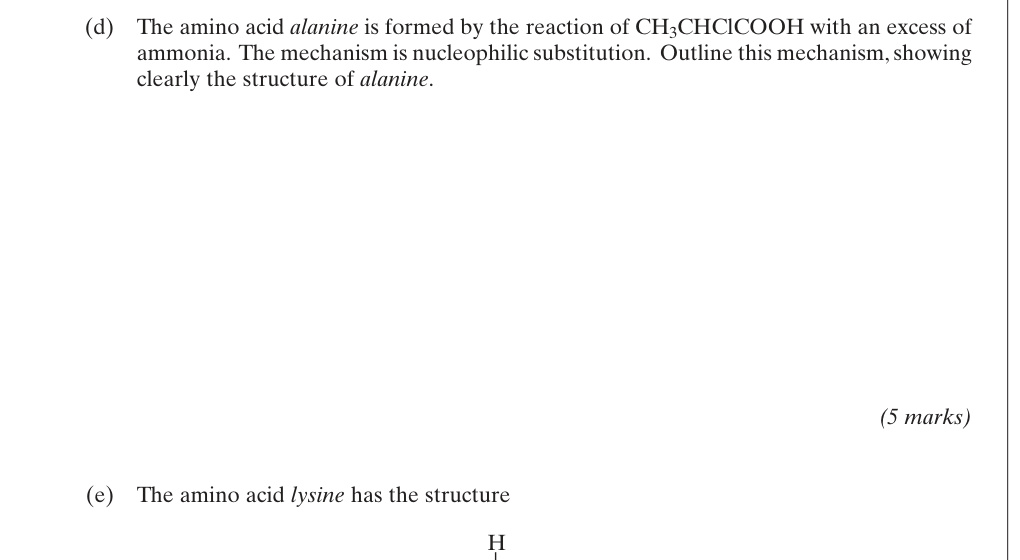 (d) The amino acid alanine is formed by the reaction of CH₃CHClCOOH with an excess of
ammonia. The mechanism is nucleophilic substitution. Outline this mechanism, showing
clearly the structure of alanine.
(5 marks)
(e) The amino acid lysine has the structure
H